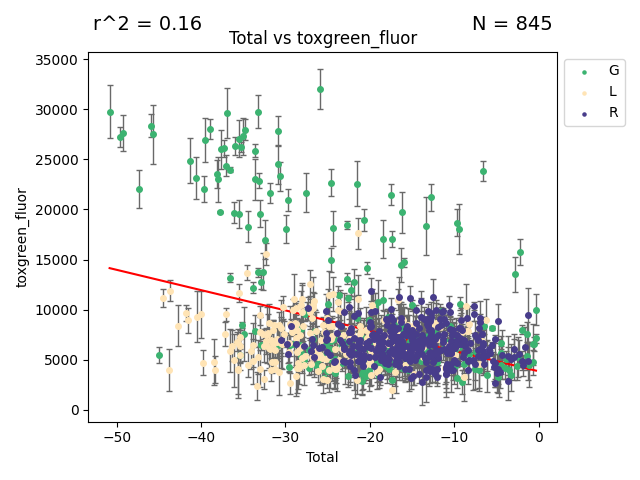 r^2 = 0.16 N = 845
Total vs toxgreen_fluor
35000
30000
25000
20000
15000
10000
5000
0
toxgreen_fluor
−50 −40 −30 −20 −10 0
Total
G
L
R